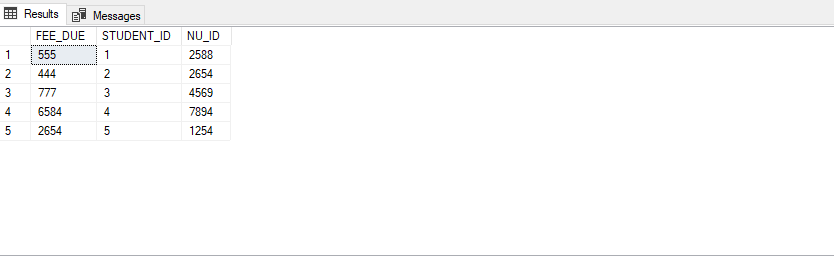 Results Messages
FEE_DUE STUDENT_ID NU_ID
1 555 1 2588
2 444 2 2654
3 777 3 4569
4 6584 4 7894
5 2654 5 1254